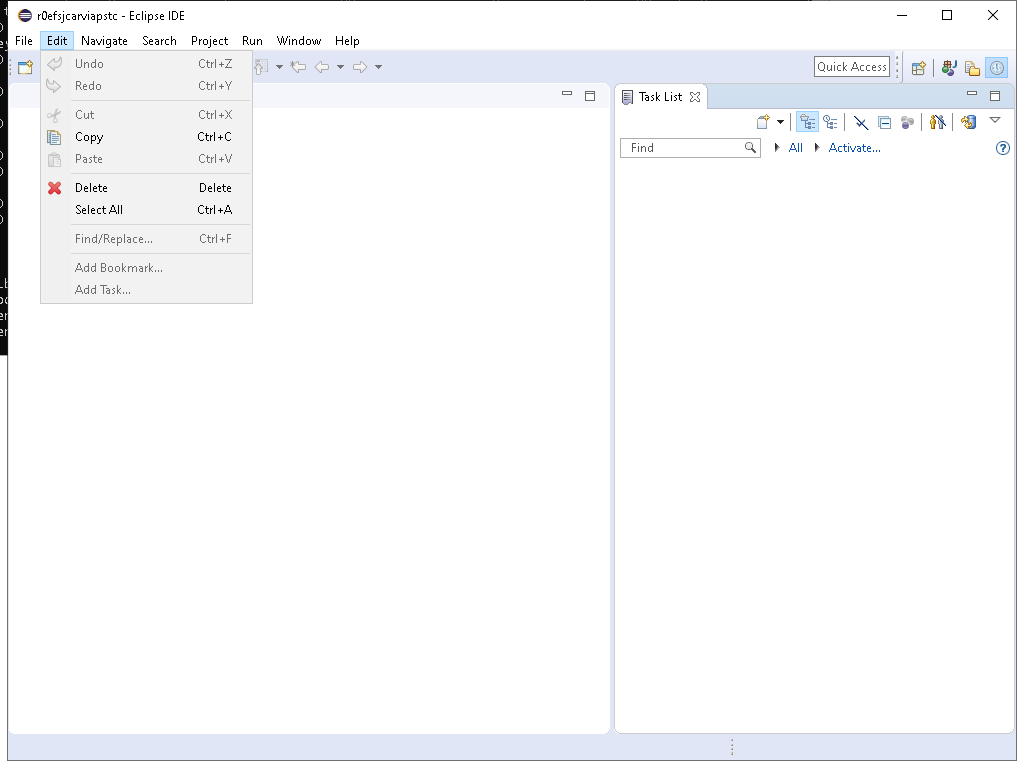 r0efsjcarviapstc - Eclipse IDE
File Edit Navigate Search Project Run Window Help
Undo Ctrl+Z
Redo Ctrl+Y
Cut Ctrl+X
Copy Ctrl+C
Paste Ctrl+V
Delete Delete
Select All Ctrl+A
Find/Replace... Ctrl+F
Add Bookmark...
Add Task...
Quick Access
Task List
Find
All
Activate...